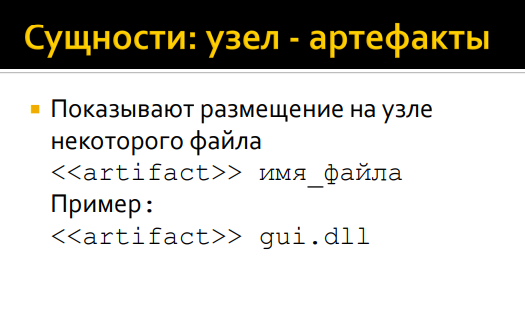 Сущности: узел - артефакты
Показывают размещение на узле
некоторого файла
<<artifact>> имя_файла
Пример:
<<artifact>> gui.dll